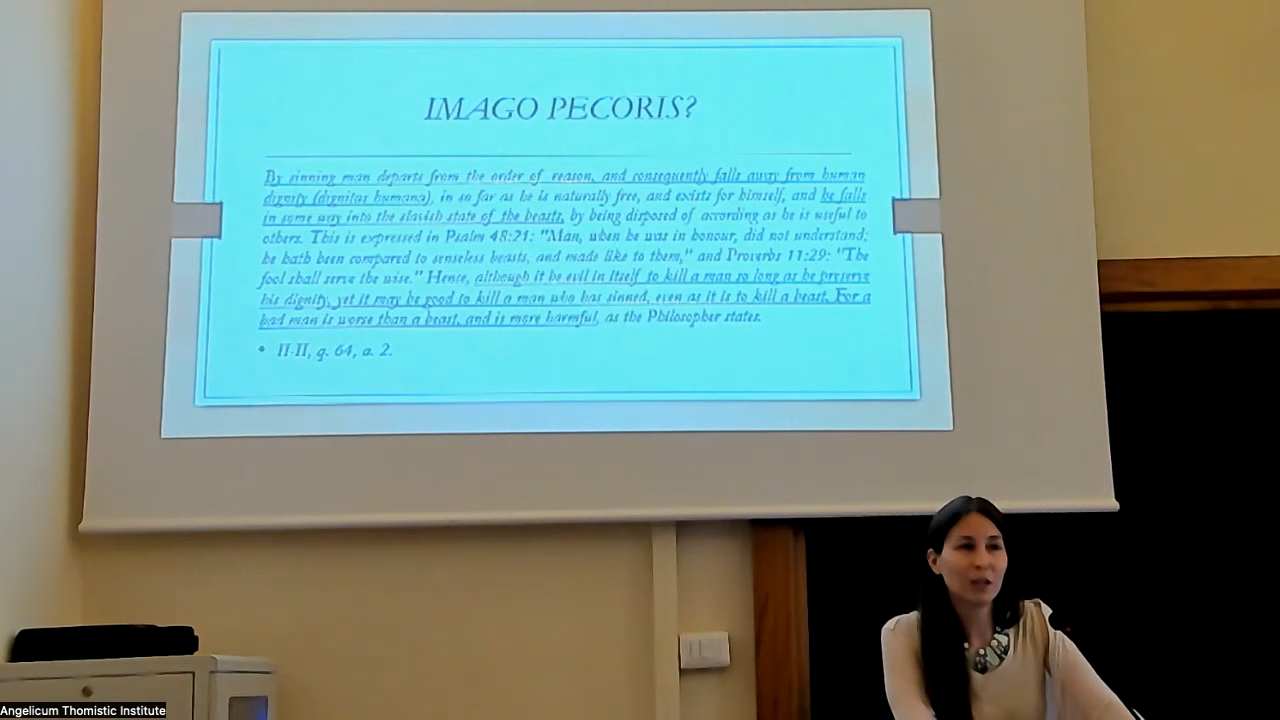 IMAGO PECORIS?
By sinning man departs from the order of reason, and consequently falls away from human
dignity (dignitas humana), in so far as he is naturally free, and exists for himself, and he falls
in some way into the slavish state of the beasts, by being disposed of according as he is useful to
others. This is expressed in Psalm 48:21: "Man, when he was in honour, did not understand;
he hath been compared to senseless beasts, and made like to them," and Proverbs 11:29: "The
fool shall serve the wise." Hence, although it be evil in itself to kill a man so long as he preserve
his dignity, yet it may be good to kill a man who has sinned, even as it is to kill a beast. For a
bad man is worse than a beast, and is more harmful, as the Philosopher states.
• II-II, q. 64, a. 2.
Angelicum Thomistic Institute